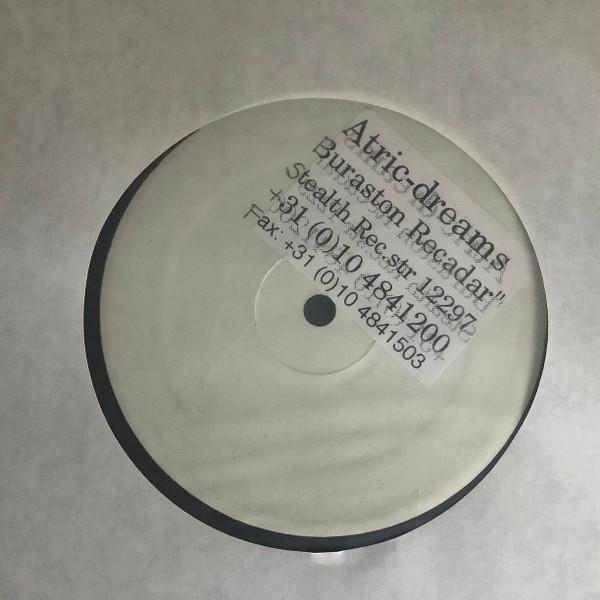 Atric-dreams
Buraston Recadar"
Stealth Rec.str 12297
+31 (0)10 4841200
Fax: +31 (0)10 4841503